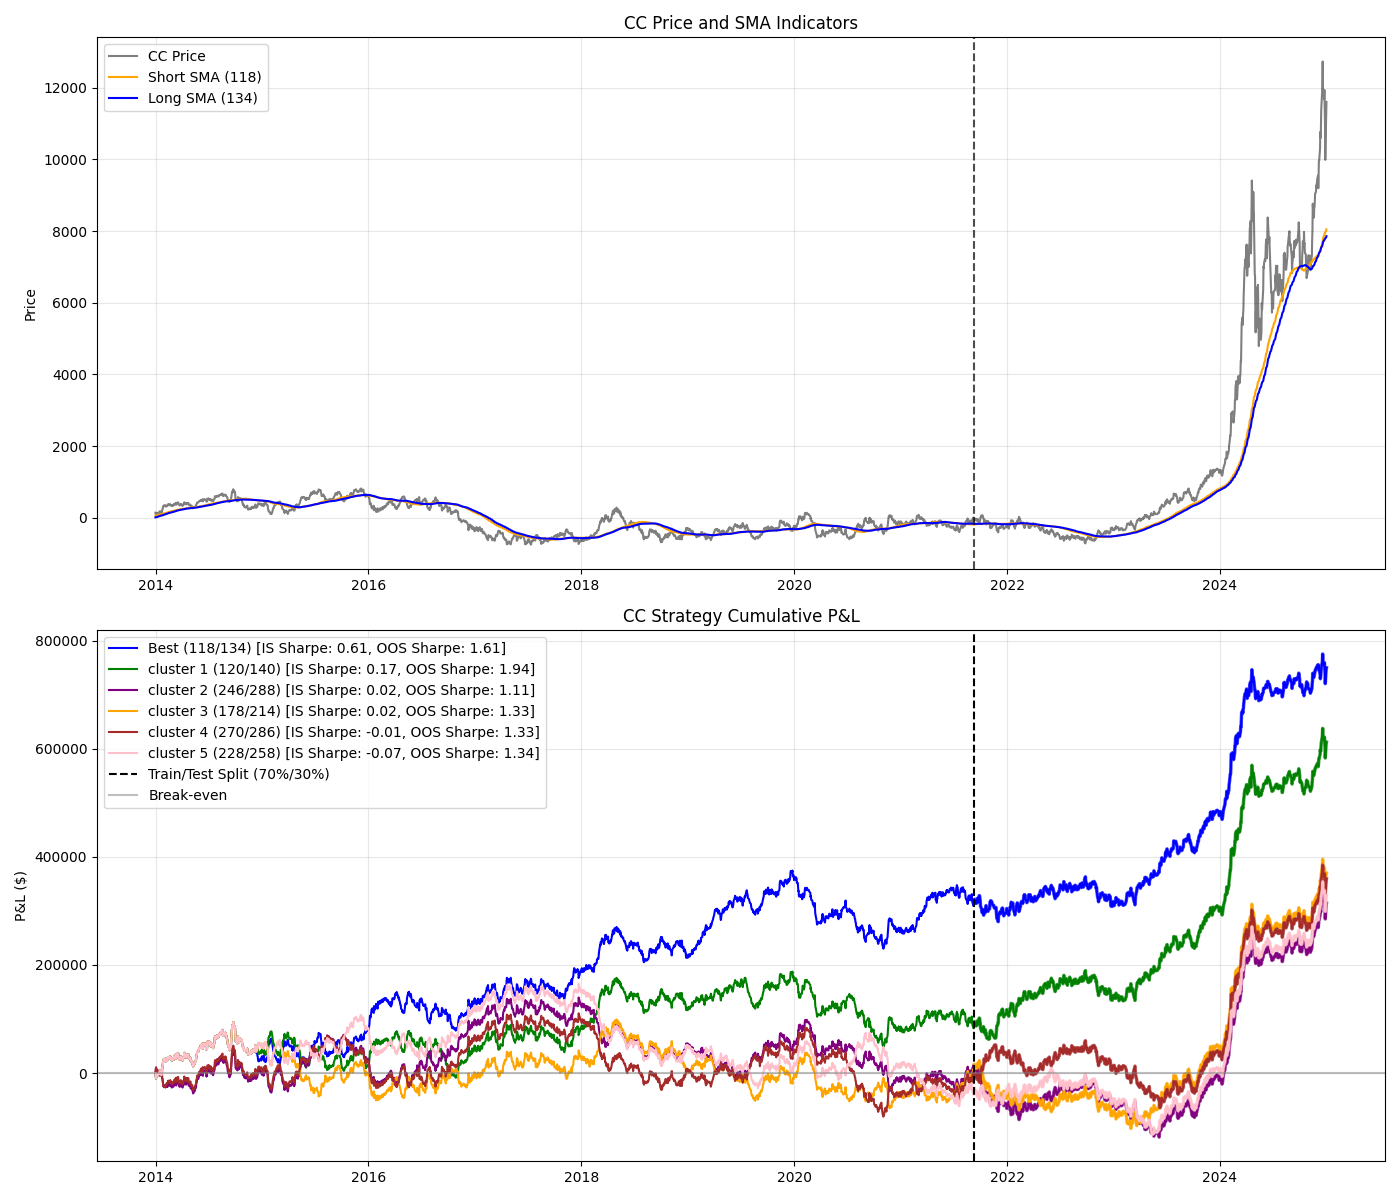 CC Price and SMA Indicators
CC Price
Short SMA (118)
Long SMA (134)
12000
10000
8000
6000
4000
2000
0
Price
2014
2016
2018
2020
2022
2024
CC Strategy Cumulative P&L
Best (118/134) [IS Sharpe: 0.61, OOS Sharpe: 1.61]
cluster 1 (120/140) [IS Sharpe: 0.17, OOS Sharpe: 1.94]
cluster 2 (246/288) [IS Sharpe: 0.02, OOS Sharpe: 1.11]
cluster 3 (178/214) [IS Sharpe: 0.02, OOS Sharpe: 1.33]
cluster 4 (270/286) [IS Sharpe: -0.01, OOS Sharpe: 1.33]
cluster 5 (228/258) [IS Sharpe: -0.07, OOS Sharpe: 1.34]
Train/Test Split (70%/30%)
Break-even
800000
600000
400000
200000
0
P&L ($)
2014
2016
2018
2020
2022
2024